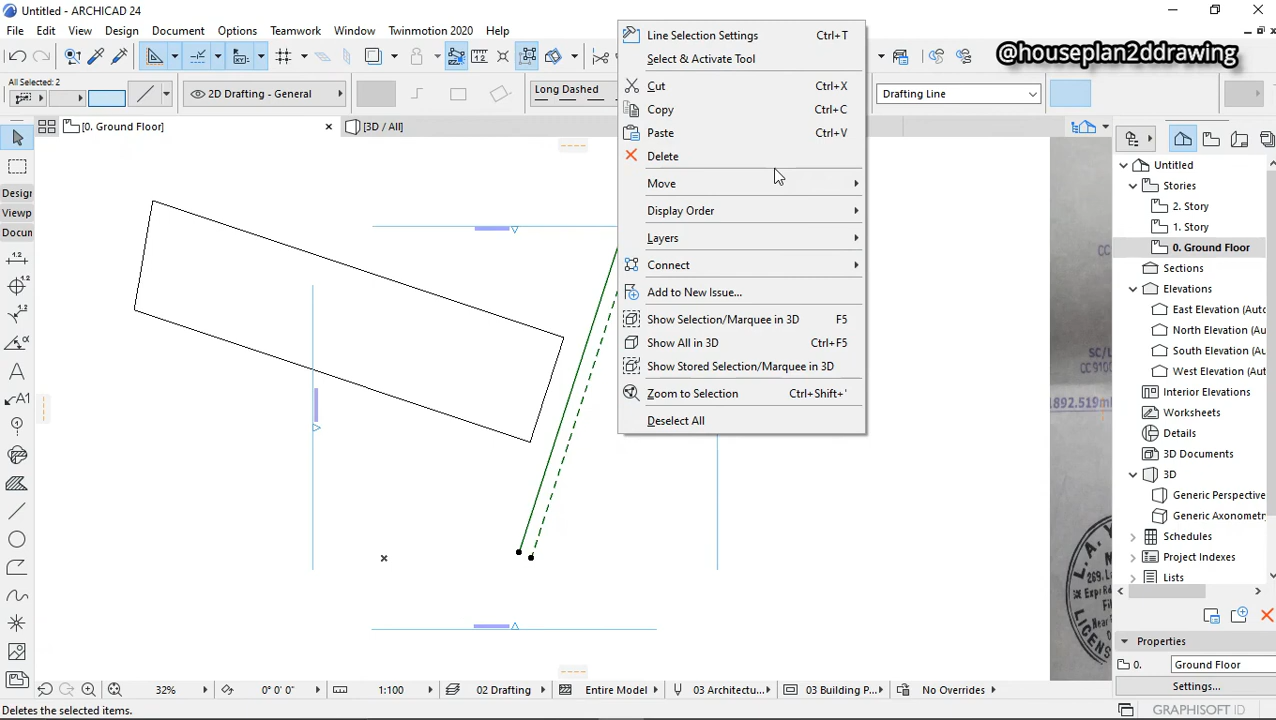 Untitled - ARCHICAD 24
File Edit View Design Document Options Teamwork Window Twinmotion 2020 Help
@houseplan2ddrawing
All Selected: 2
2D Drafting - General
Long Dashed
Drafting Line
[0. Ground Floor]
[3D / All]
Line Selection Settings Ctrl+T
Select & Activate Tool
Cut Ctrl+X
Copy Ctrl+C
Paste Ctrl+V
Delete
Move
Display Order
Layers
Connect
Add to New Issue...
Show Selection/Marquee in 3D F5
Show All in 3D Ctrl+F5
Show Stored Selection/Marquee in 3D
Zoom to Selection Ctrl+Shift+'
Deselect All
Design
Viewp
Docum
A
A1
Untitled
Stories
2. Story
1. Story
0. Ground Floor
Sections
Elevations
East Elevation (Auto
North Elevation (Aut
South Elevation (Aut
West Elevation (Aut
Interior Elevations
Worksheets
Details
3D Documents
3D
Generic Perspective
Generic Axonometr
Schedules
Project Indexes
Lists
Properties
0. Ground Floor
Settings...
GRAPHISOFT ID
32% 0° 0' 0" 1:100 02 Drafting Entire Model 03 Architectu... 03 Building P... No Overrides
Deletes the selected items.